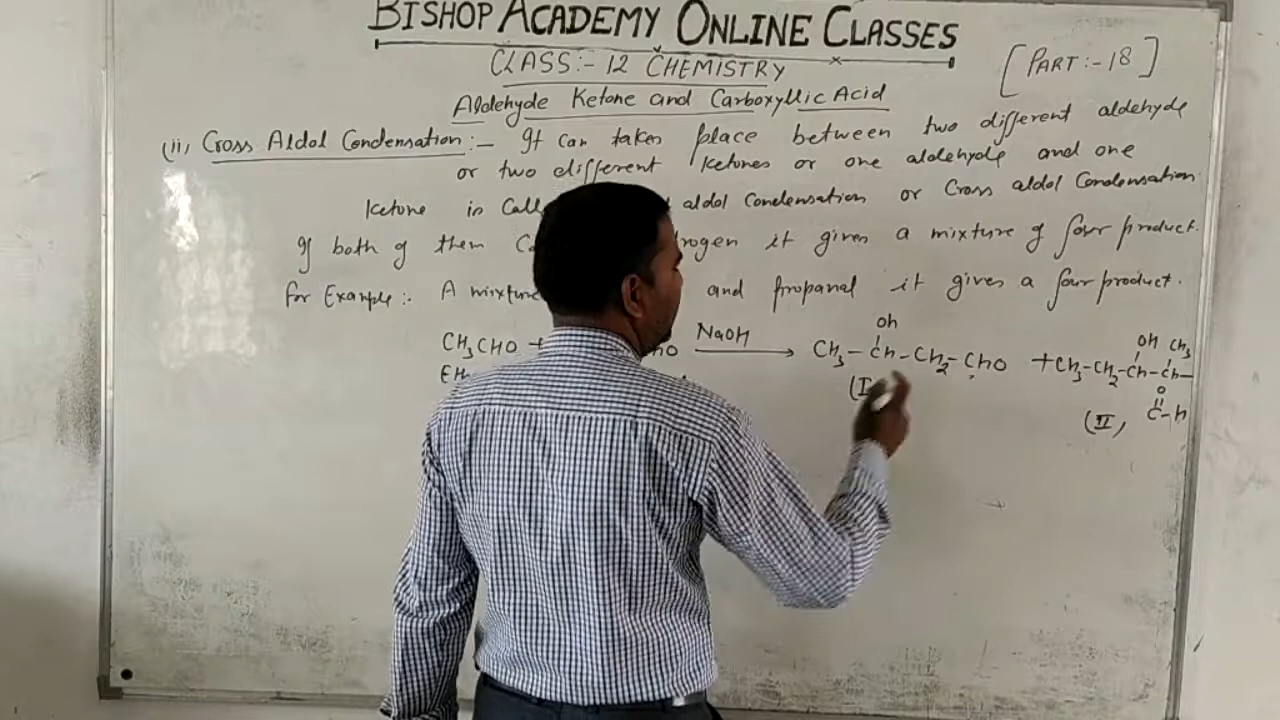 BISHOP ACADEMY ONLINE CLASSES
CLASS:- 12 CHEMISTRY
[PART:-18]
Aldehyde Ketone and Carboxyllic Acid
(ii, Cross Aldol Condensation:- It can takes place between two different aldehyde
or two different ketones or one aldehyde and one
ketone is Call aldol Condensation or Cross aldol Condensation.
If both of them it gives a mixture of four product.
for Example:- A mixture and Propanal it gives a four product.
CH3CHO + ho NaOH CH3-Ch-CH2-ChO + CH3-CH2-Ch-Ch-
oh
OH CH3
(I
(II,
O
C-H